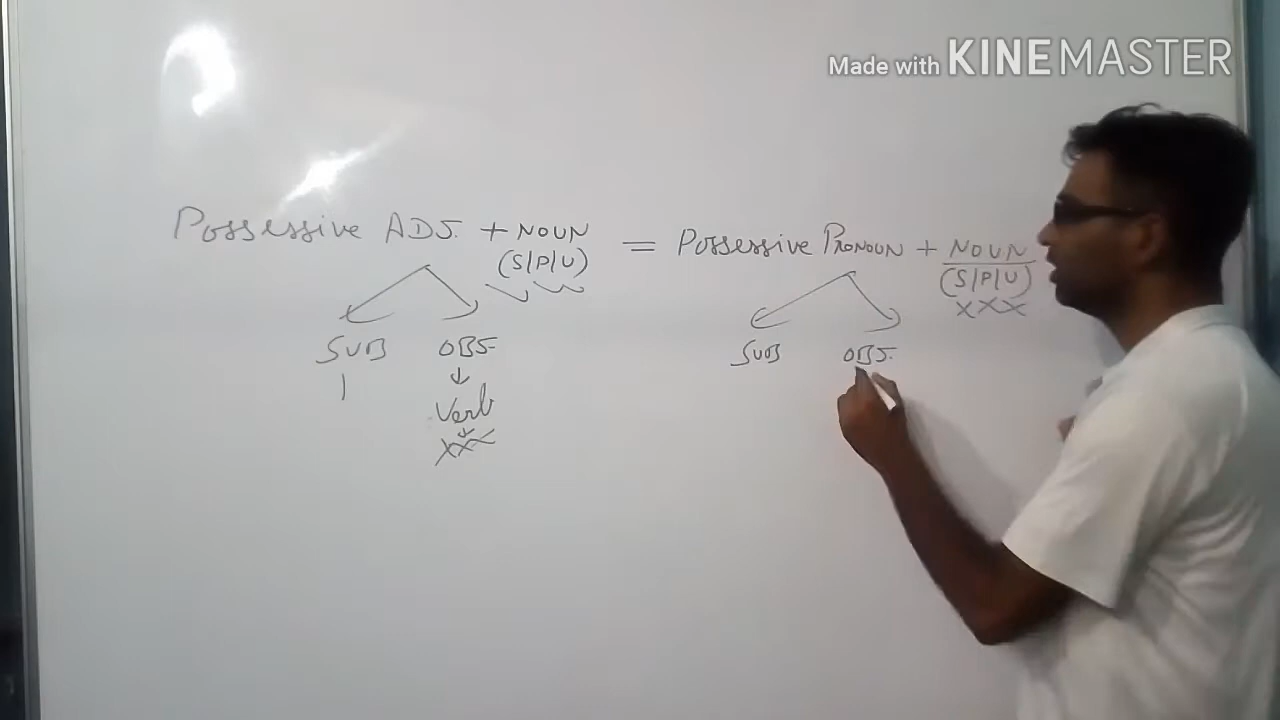 Made with KINEMASTER
Possessive ADJ. + NOUN = Possessive PRONOUN + NOUN
(S/P/U) (S/P/U)
XXX
SUB OBJ. SUB OBJ.
Verb
XXX